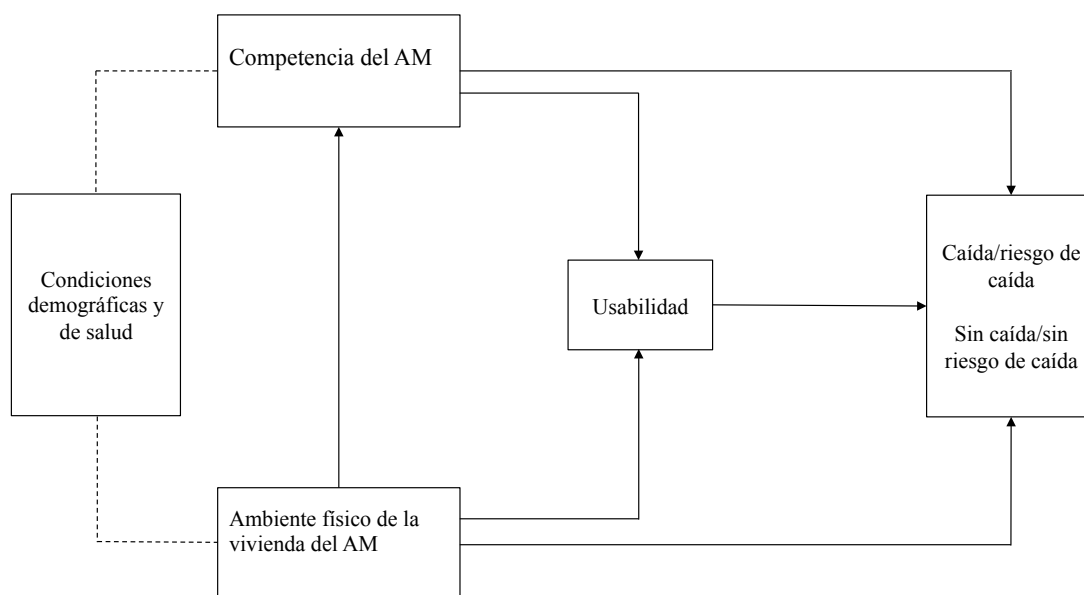 Competencia del AM
Condiciones
demográficas y
de salud
Usabilidad
Caída/riesgo de
caída
Sin caída/sin
riesgo de caída
Ambiente físico de la
vivienda del AM